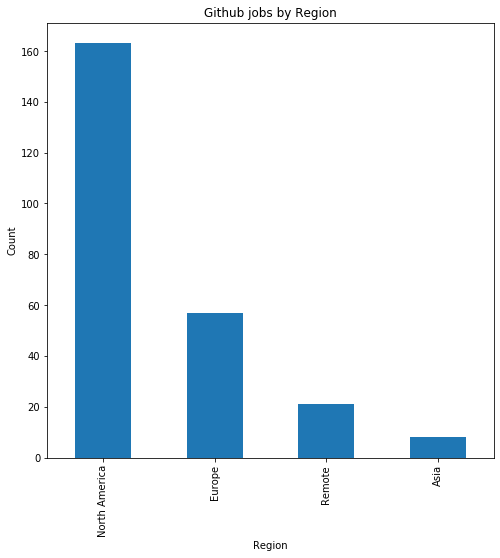 Github jobs by Region
Count
160
140
120
100
80
60
40
20
0
North America
Europe
Remote
Asia
Region